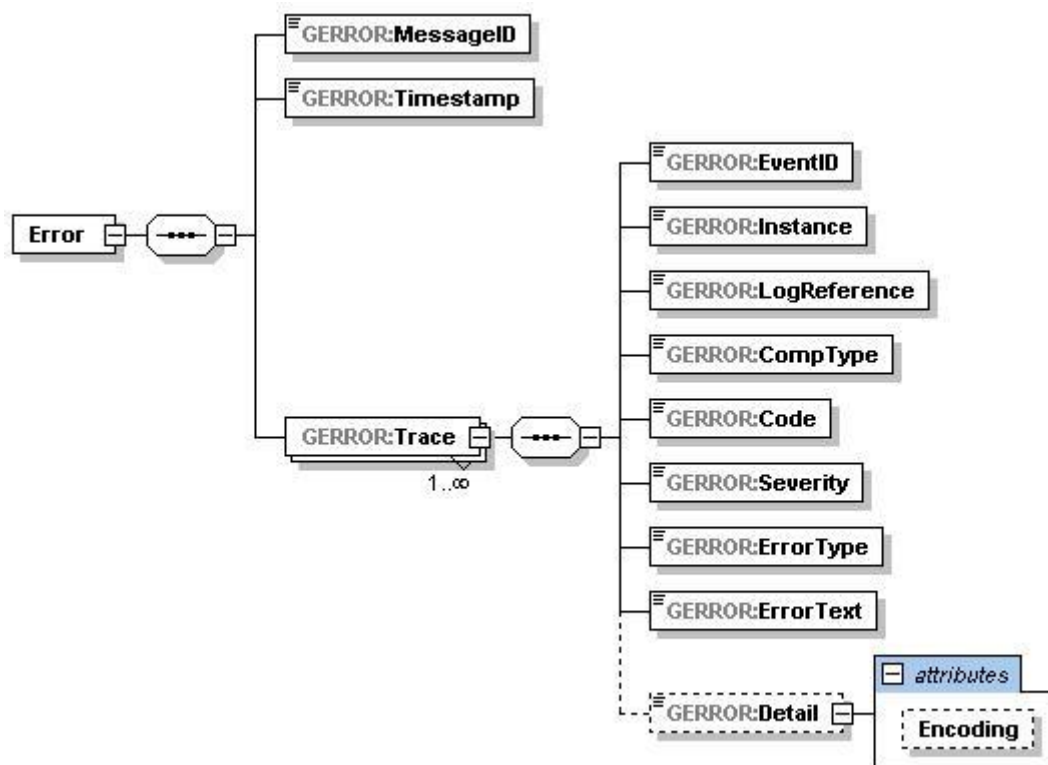 GERROR:MessageID
GERROR:Timestamp
GERROR:EventID
GERROR:Instance
Error
GERROR:LogReference
GERROR:CompType
GERROR:Code
GERROR:Trace
1..∞
GERROR:Severity
GERROR:ErrorType
GERROR:ErrorText
attributes
GERROR:Detail
Encoding